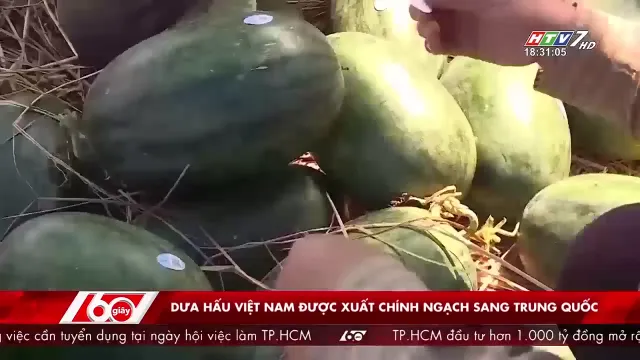 HTV7 HD
18:31:05
60 giây
DƯA HẤU VIỆT NAM ĐƯỢC XUẤT CHÍNH NGẠCH SANG TRUNG QUỐC
việc cần tuyển dụng tại ngày hội việc làm TP.HCM 60 TP.HCM đầu tư hơn 1.000 tỷ đồng mở